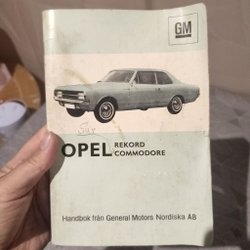 GM
OPEL REKORD
COMMODORE
Handbok från General Motors Nordiska AB